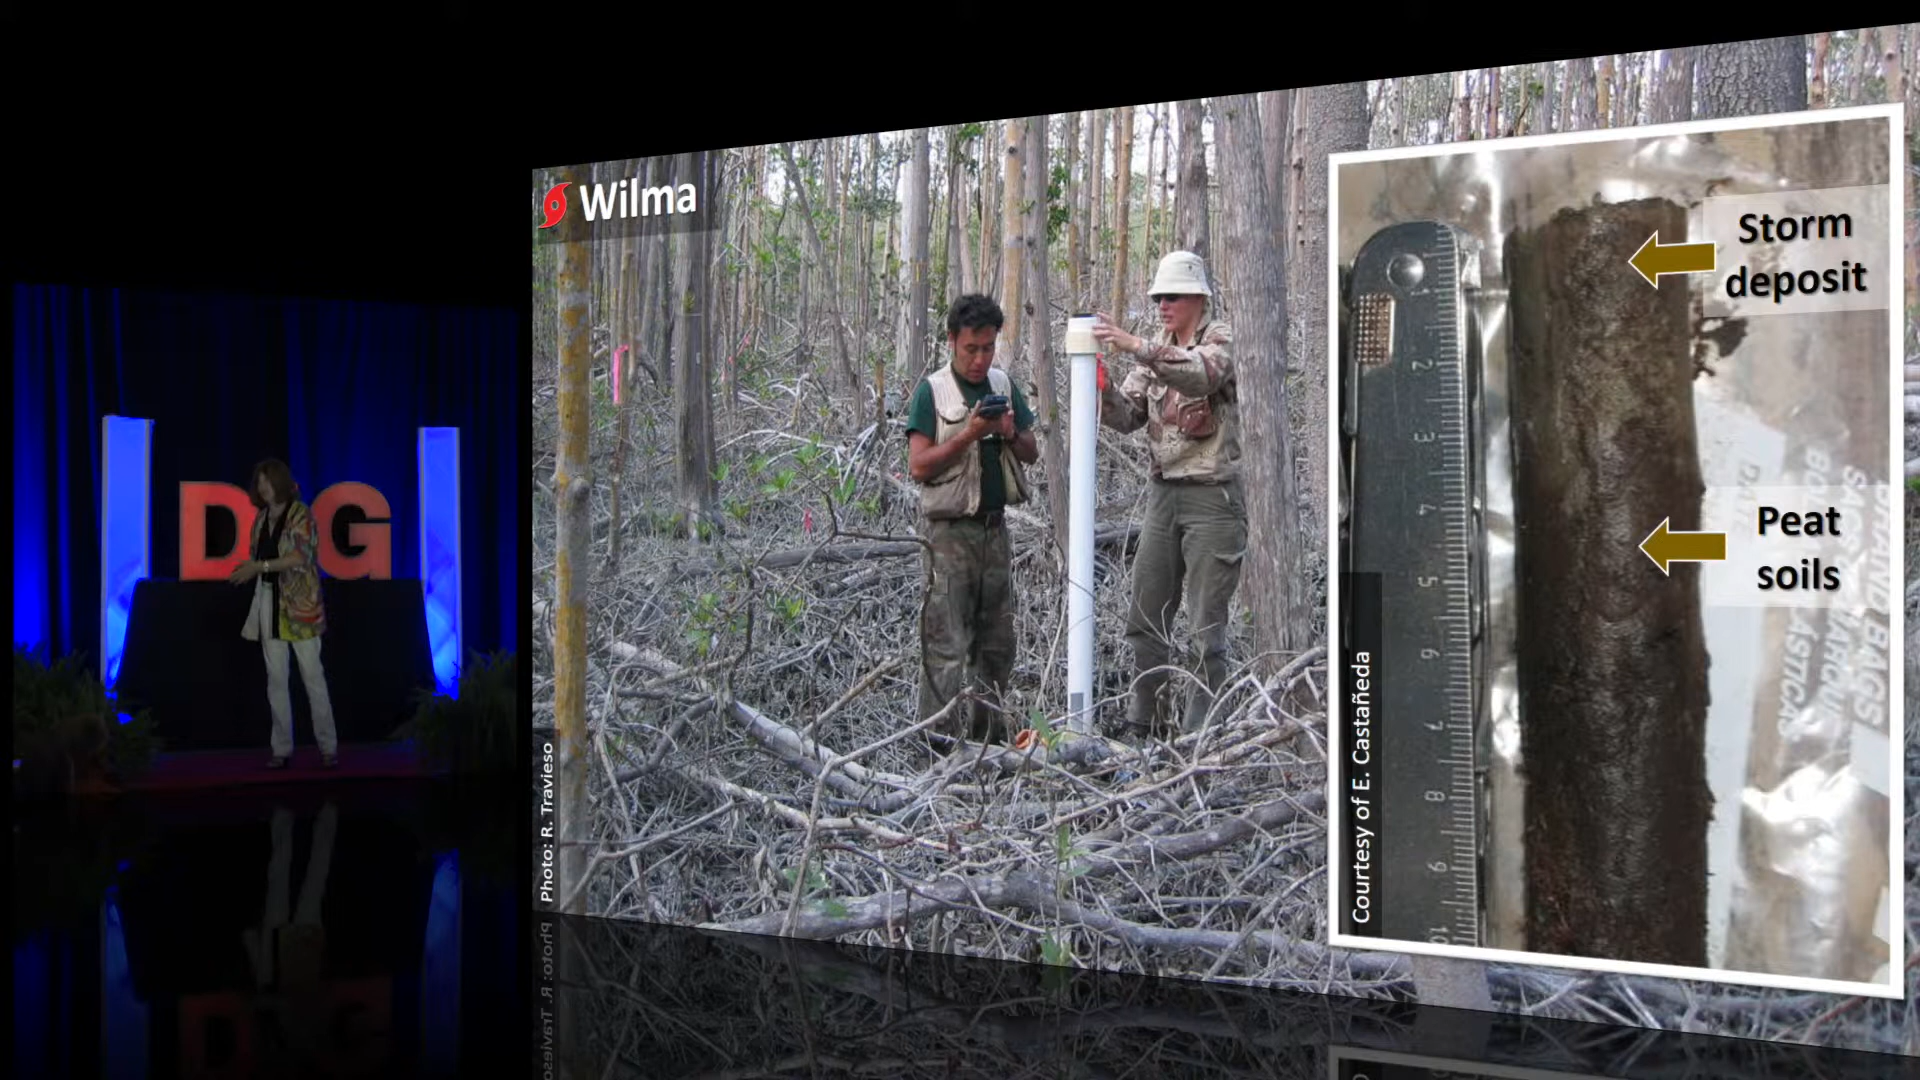 DIG
Wilma
Photo: R. Travieso
Storm
deposit
Peat
soils
Courtesy of E. Castañeda
1
2
3
4
5
6
7
8
9
10